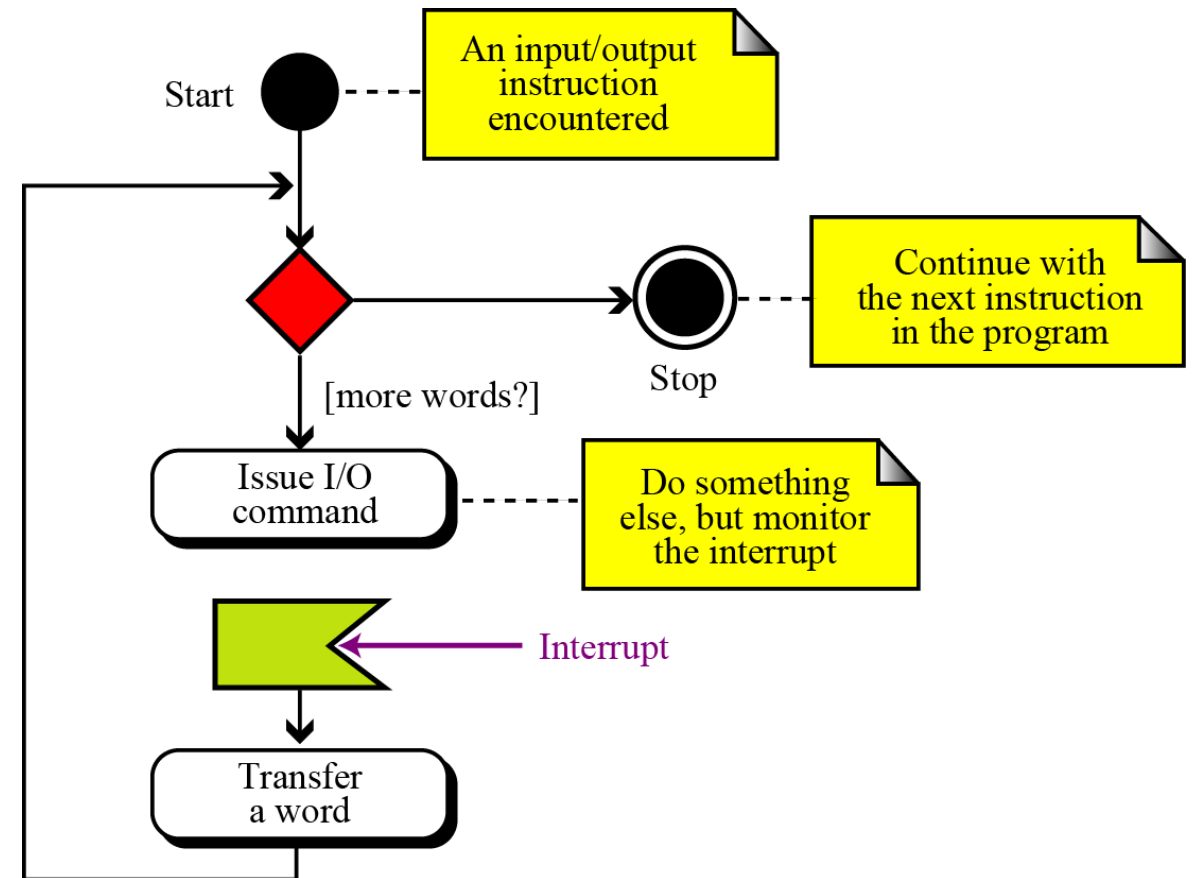 An input/output
instruction
encountered
Start
Continue with
the next instruction
in the program
Stop
[more words?]
Issue I/O
command
Do something
else, but monitor
the interrupt
Interrupt
Transfer
a word